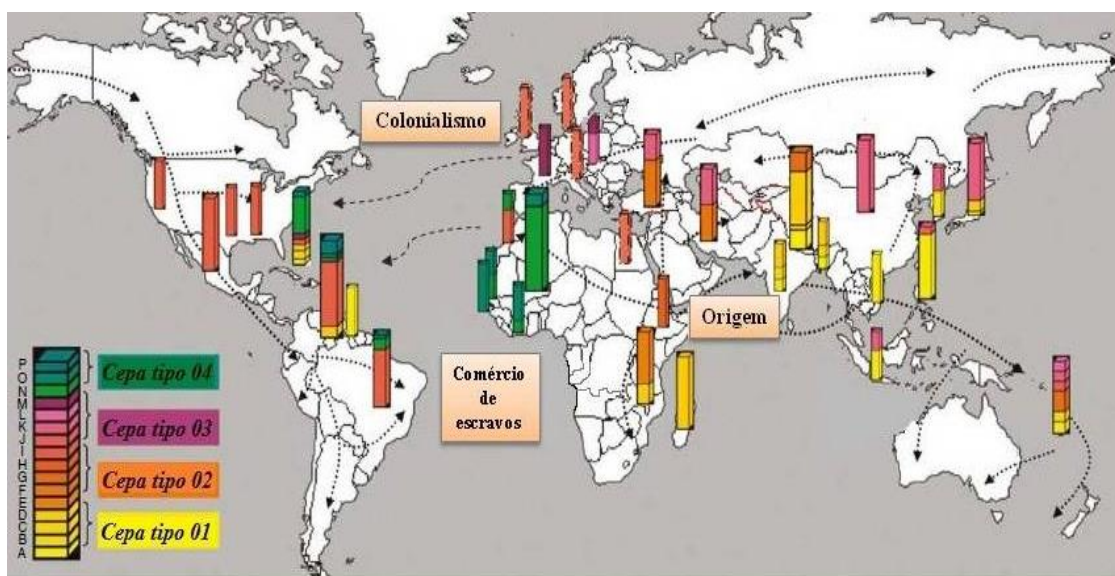 Colonialismo
Origem
Comércio
de
escravos
P
O
N
M
L
K
J
I
H
G
F
E
D
C
B
A
Cepa tipo 04
Cepa tipo 03
Cepa tipo 02
Cepa tipo 01